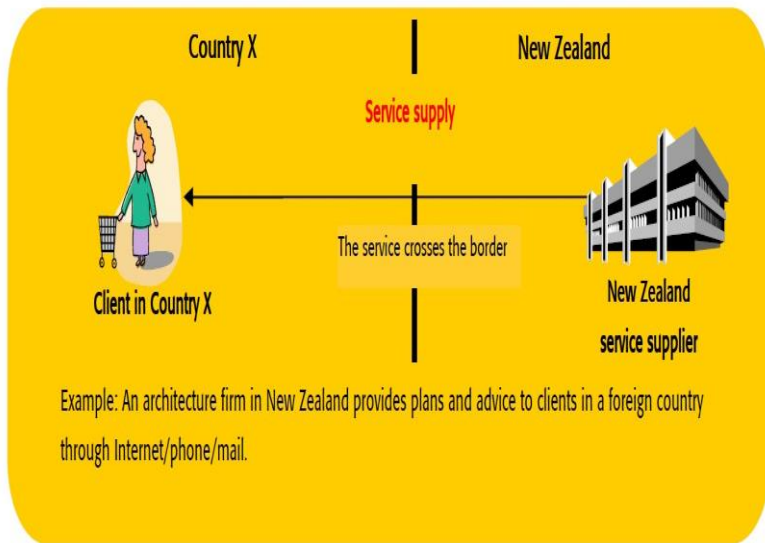 Country X
New Zealand
Service supply
The service crosses the border
Client in Country X
New Zealand
service supplier
Example: An architecture firm in New Zealand provides plans and advice to clients in a foreign country
through Internet/phone/mail.